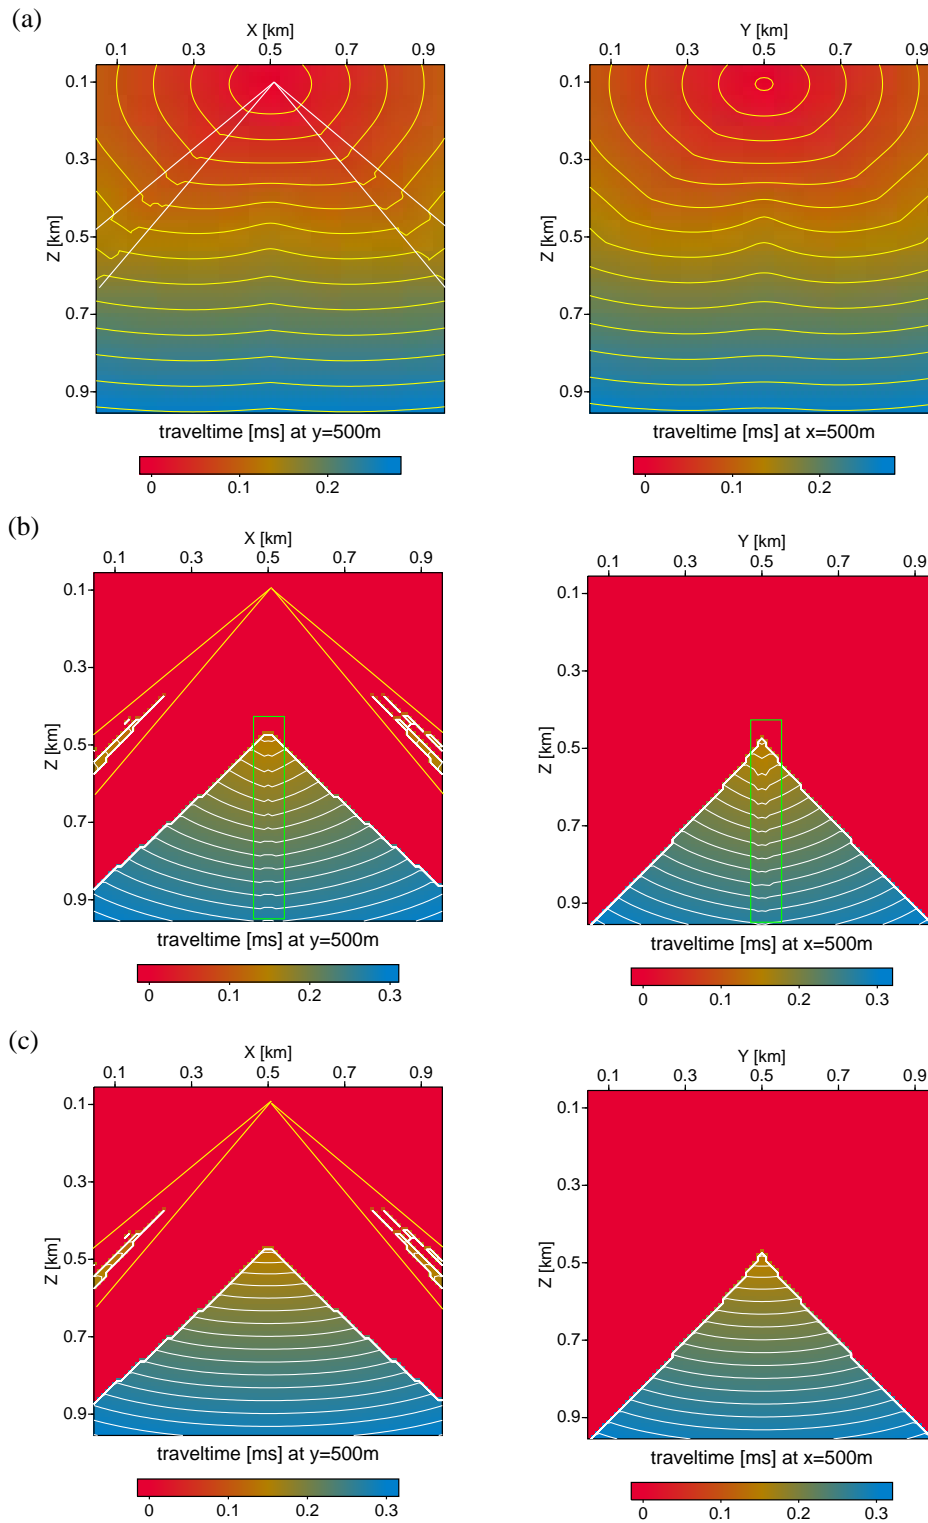 (a)
X [km]
0.1 0.3 0.5 0.7 0.9
Z [km]
0.1
0.3
0.5
0.7
0.9
traveltime [ms] at y=500m
0 0.1 0.2
Y [km]
0.1 0.3 0.5 0.7 0.9
Z [km]
0.1
0.3
0.5
0.7
0.9
traveltime [ms] at x=500m
0 0.1 0.2
(b)
X [km]
0.1 0.3 0.5 0.7 0.9
Z [km]
0.1
0.3
0.5
0.7
0.9
traveltime [ms] at y=500m
0 0.1 0.2 0.3
Y [km]
0.1 0.3 0.5 0.7 0.9
Z [km]
0.1
0.3
0.5
0.7
0.9
traveltime [ms] at x=500m
0 0.1 0.2 0.3
(c)
X [km]
0.1 0.3 0.5 0.7 0.9
Z [km]
0.1
0.3
0.5
0.7
0.9
traveltime [ms] at y=500m
0 0.1 0.2 0.3
Y [km]
0.1 0.3 0.5 0.7 0.9
Z [km]
0.1
0.3
0.5
0.7
0.9
traveltime [ms] at x=500m
0 0.1 0.2 0.3